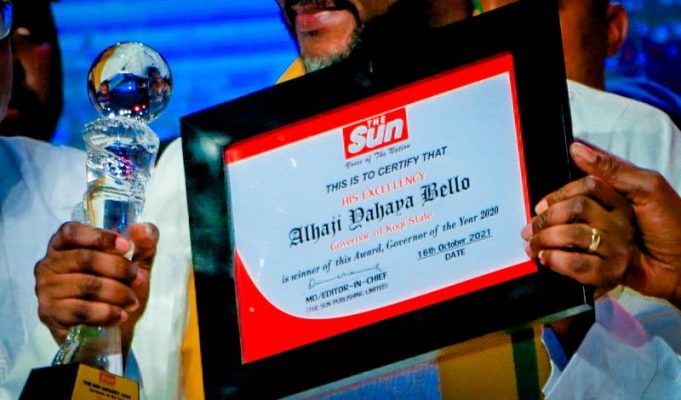 THE
Sun
Voice of The Nation
THIS IS TO CERTIFY THAT
HIS EXCELLENCY
Alhaji Yahaya Bello
Governor of Kogi State
is winner of this Award, Governor of the Year 2020
16th October 2021
DATE
MD/EDITOR-IN-CHIEF
(THE SUN PUBLISHING LIMITED)
THE SUN